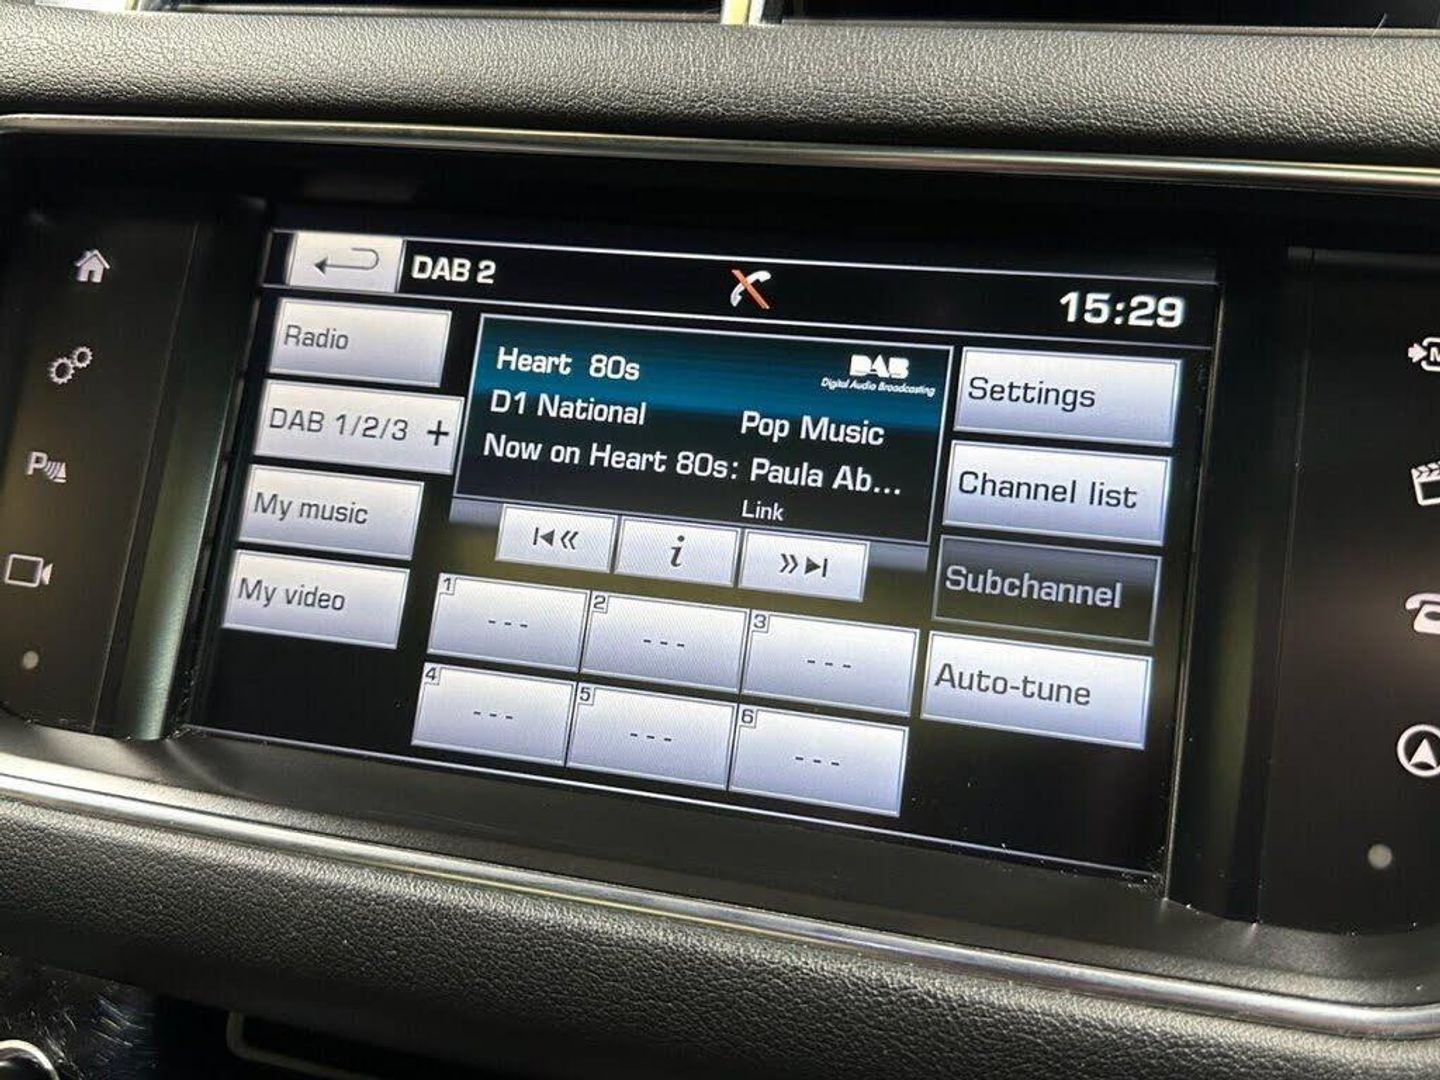 DAB 2
15:29
Radio
DAB 1/2/3 +
My music
My video
Heart 80s
DAB
Digital Audio Broadcasting
D1 National
Pop Music
Now on Heart 80s: Paula Ab...
Link
i
1
---
2
---
3
---
4
---
5
---
6
---
Settings
Channel list
Subchannel
Auto-tune
P
M